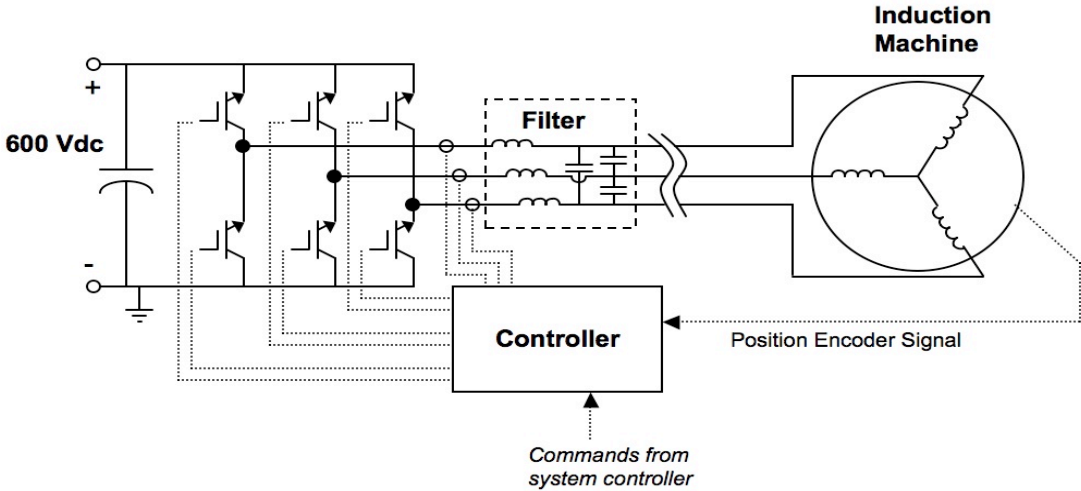 Induction
Machine
+
600 Vdc
-
Filter
Controller
Position Encoder Signal
Commands from
system controller